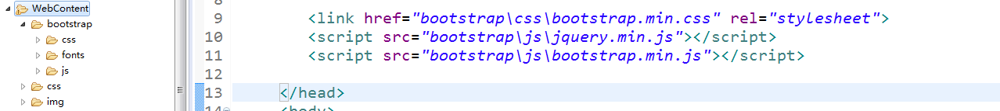 WebContent
bootstrap
css
fonts
js
css
img
9 <link href="bootstrap\css\bootstrap.min.css" rel="stylesheet">
10 <script src="bootstrap\js\jquery.min.js"></script>
11 <script src="bootstrap\js\bootstrap.min.js"></script>
12
13 </head>
14 <body>